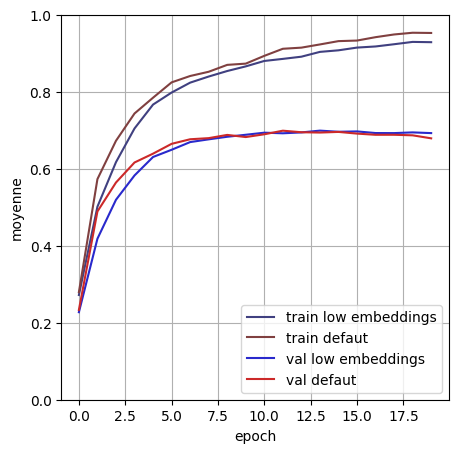 1.0
0.8
0.6
0.4
0.2
0.0
moyenne
0.0 2.5 5.0 7.5 10.0 12.5 15.0 17.5
epoch
train low embeddings
train defaut
val low embeddings
val defaut